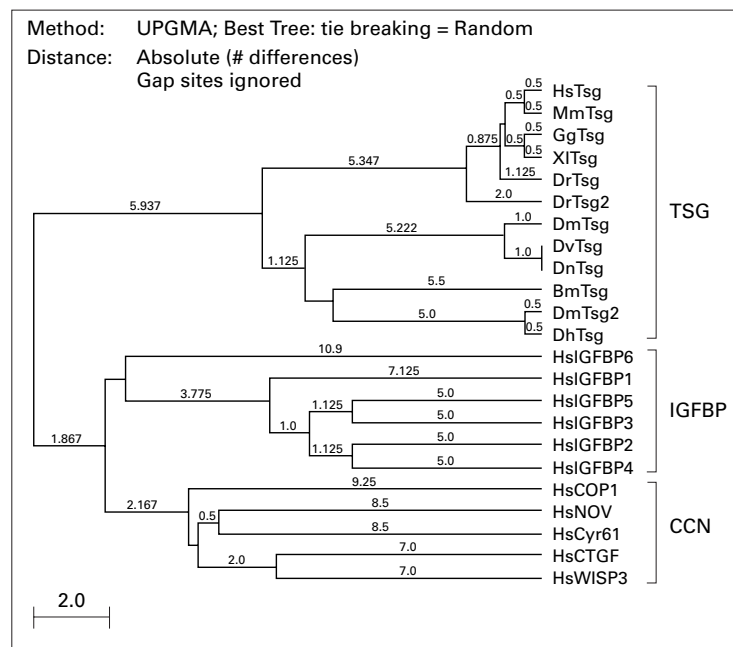 Method: UPGMA; Best Tree: tie breaking = Random
Distance: Absolute (# differences)
Gap sites ignored
0.5
HsTsg
0.5
0.5
MmTsg
0.5
GgTsg
0.875
0.5
0.5
XlTsg
5.347
1.125
DrTsg
2.0
DrTsg2
5.937
TSG
1.0
DmTsg
5.222
DvTsg
1.0
DnTsg
1.125
5.5
BmTsg
0.5
DmTsg2
5.0
0.5
DhTsg
10.9
HsIGFBP6
7.125
HsIGFBP1
3.775
5.0
HsIGFBP5
1.125
IGFBP
5.0
HsIGFBP3
1.0
5.0
HsIGFBP2
1.867
1.125
5.0
HsIGFBP4
9.25
HsCOP1
2.167
8.5
HsNOV
0.5
CCN
8.5
HsCyr61
7.0
HsCTGF
2.0
7.0
HsWISP3
2.0